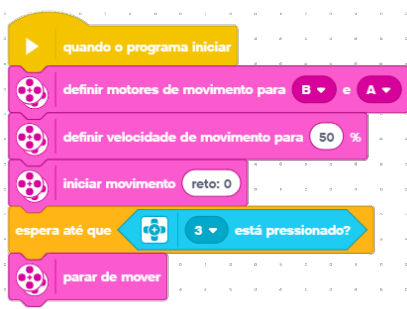 quando o programa iniciar
definir motores de movimento para B e A
definir velocidade de movimento para 50 %
iniciar movimento reto: 0
espera até que 3 está pressionado?
parar de mover